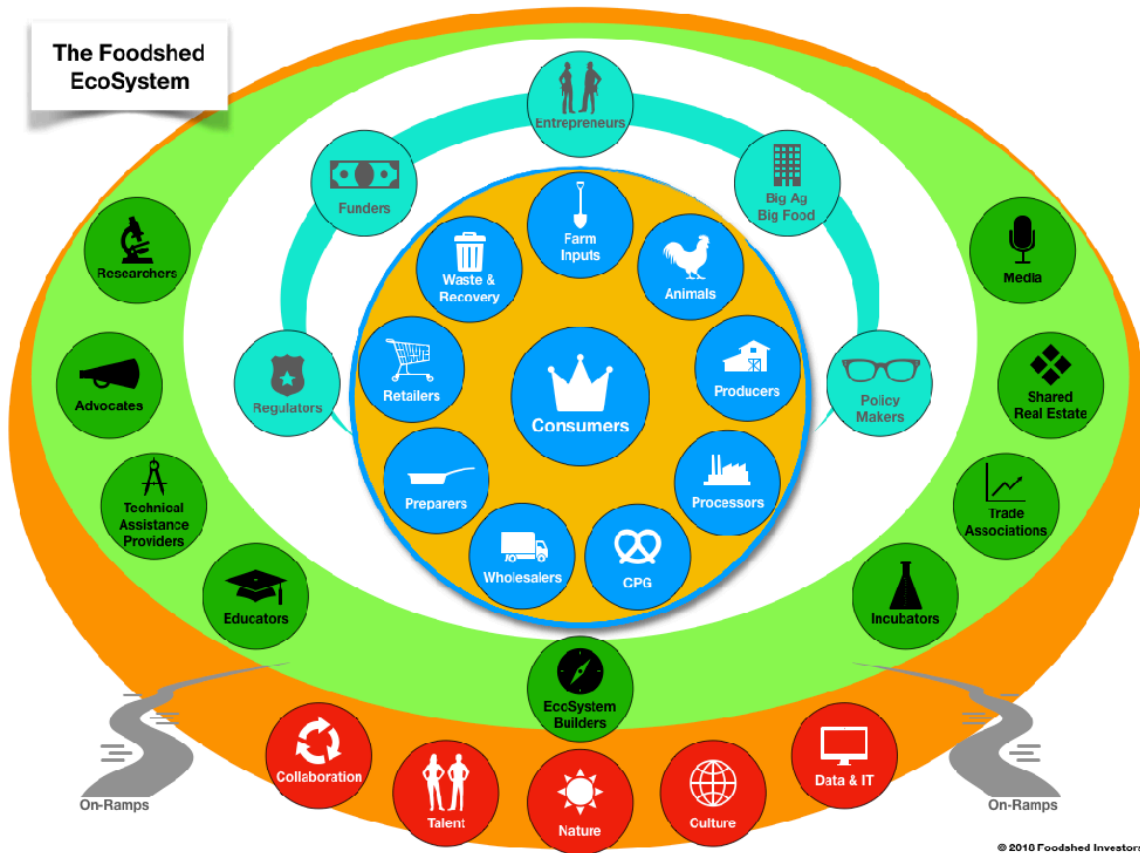 The Foodshed
EcoSystem
Entrepreneurs
Funders
Big Ag
Big Food
Researchers
Media
Farm
Inputs
Waste &
Recovery
Animals
Advocates
Regulators
Retailers
Consumers
Producers
Policy
Makers
Shared
Real Estate
Technical
Assistance
Providers
Preparers
Processors
Trade
Associations
Educators
Wholesalers
CPG
Incubators
EcoSystem
Builders
Collaboration
Talent
Nature
Culture
Data & IT
On-Ramps
On-Ramps
© 2018 Foodshed Investors